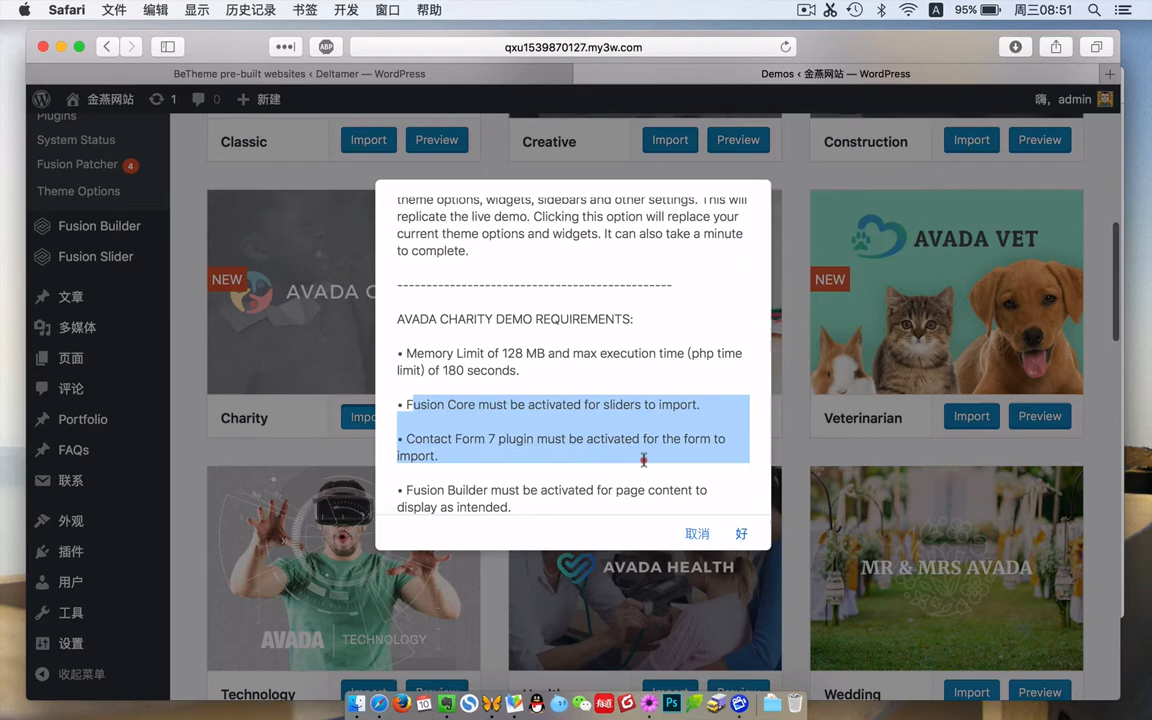 Safari 文件 编辑 显示 历史记录 书签 开发 窗口 帮助 A 95% 周三08:51
ABP qxu1539870127.my3w.com
BeTheme pre-built websites ‹ Deltamer — WordPress Demos ‹ 金燕网站 — WordPress +
金燕网站 1 0 新建 嗨，admin
Plugins
System Status
Fusion Patcher 4
Theme Options
Fusion Builder
Fusion Slider
文章
多媒体
页面
评论
Portfolio
FAQs
联系
外观
插件
用户
工具
设置
收起菜单
Classic Import Preview Creative Import Preview Construction Import Preview
theme options, widgets, sidebars and other settings. This will
replicate the live demo. Clicking this option will replace your
current theme options and widgets. It can also take a minute
to complete.
------------------------------------------------
AVADA CHARITY DEMO REQUIREMENTS:
• Memory Limit of 128 MB and max execution time (php time
limit) of 180 seconds.
• Fusion Core must be activated for sliders to import.
• Contact Form 7 plugin must be activated for the form to
import.
• Fusion Builder must be activated for page content to
display as intended.
取消 好
NEW AVADA C
NEW AVADA VET
Charity Impo
Veterinarian Import Preview
AVADA TECHNOLOGY
AVADA HEALTH
MR & MRS AVADA
Technology Import Preview Health Import Preview Wedding Import Preview
Ps